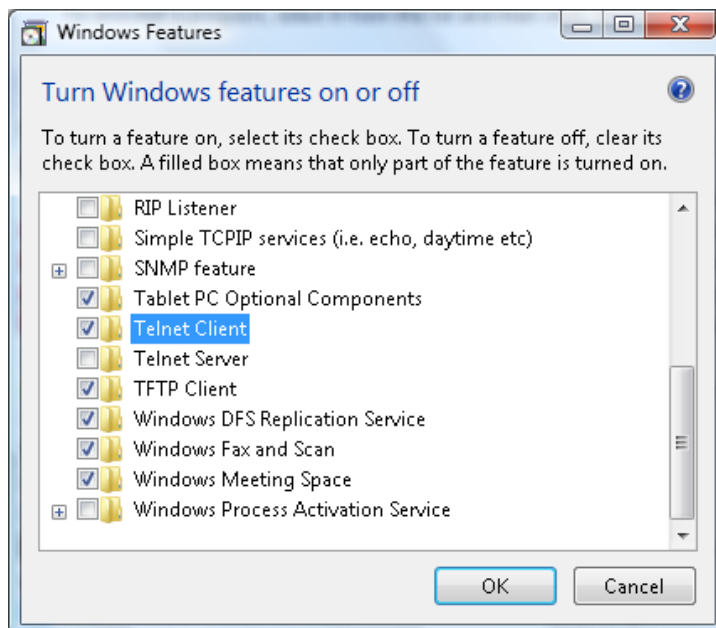 Windows Features
Turn Windows features on or off
To turn a feature on, select its check box. To turn a feature off, clear its
check box. A filled box means that only part of the feature is turned on.
RIP Listener
Simple TCPIP services (i.e. echo, daytime etc)
SNMP feature
Tablet PC Optional Components
Telnet Client
Telnet Server
TFTP Client
Windows DFS Replication Service
Windows Fax and Scan
Windows Meeting Space
Windows Process Activation Service
OK Cancel